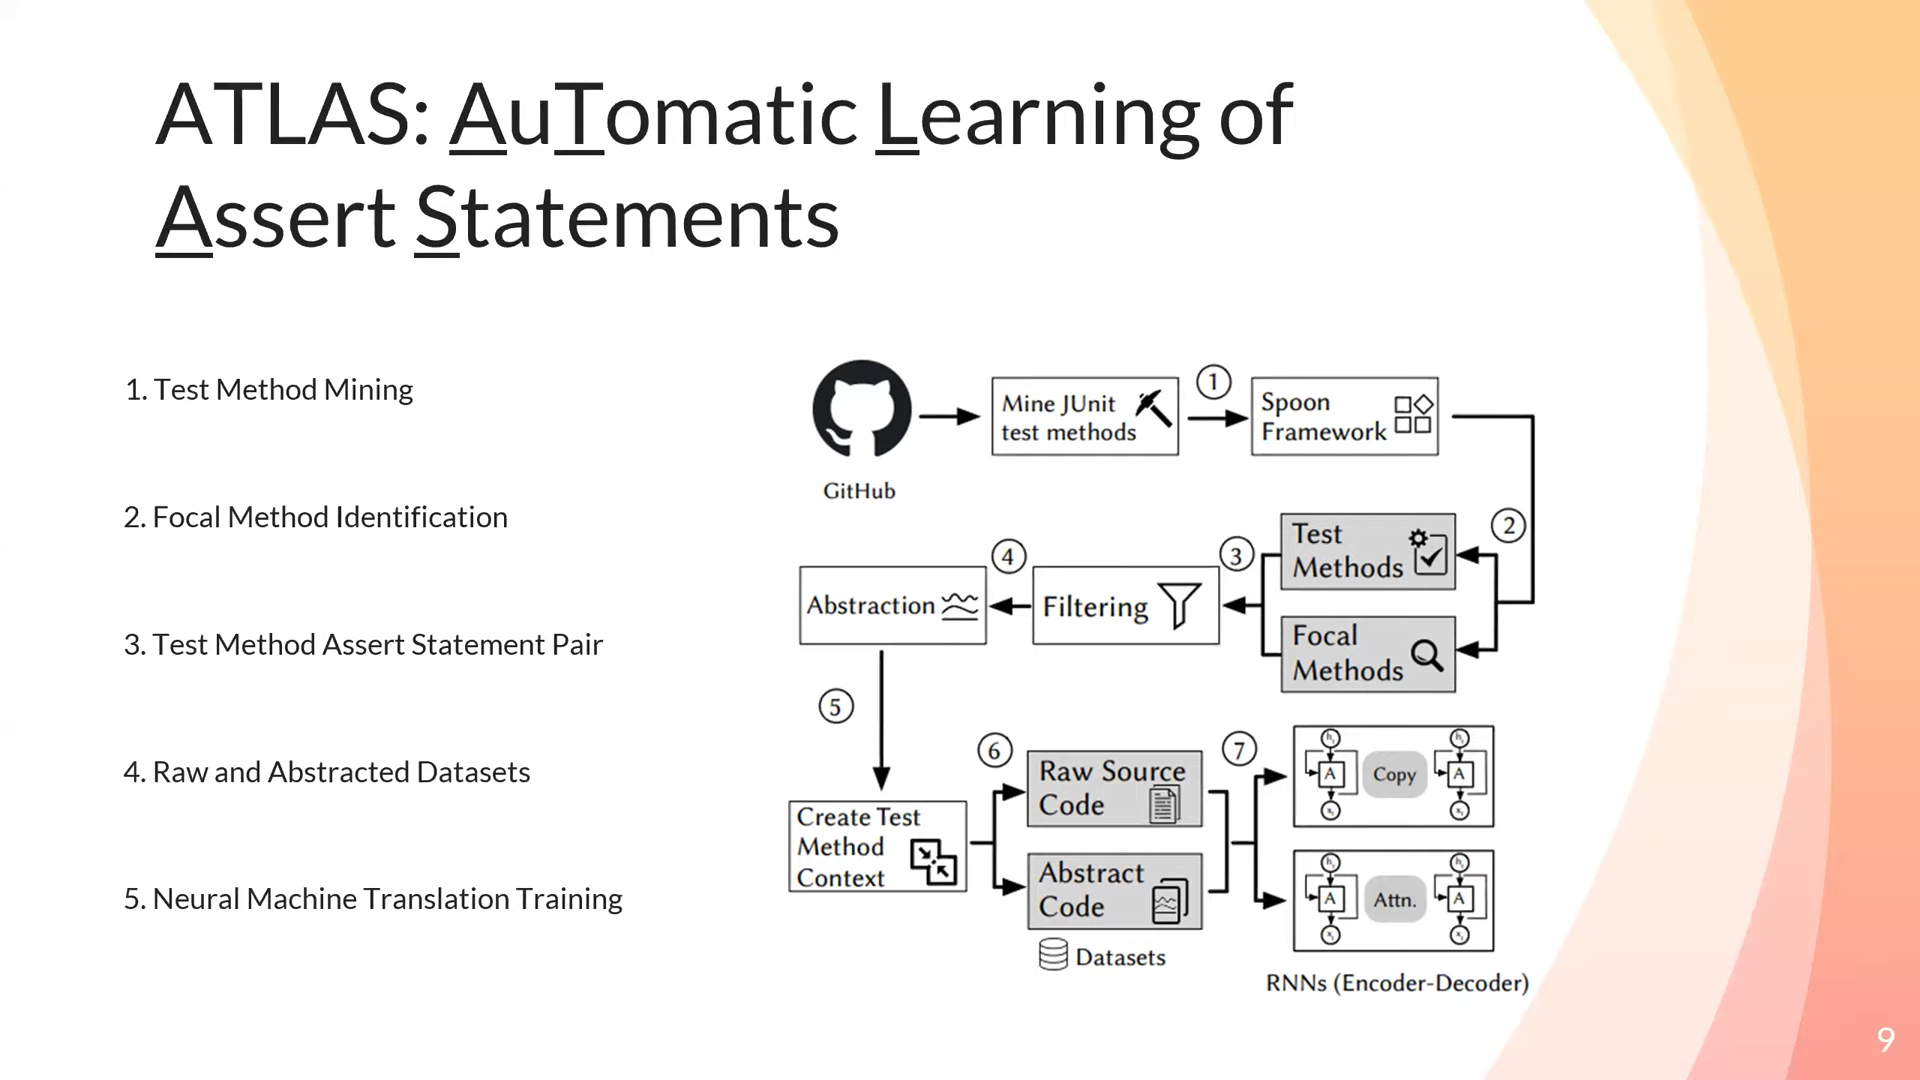 ATLAS: AuTomatic Learning of
Assert Statements
1. Test Method Mining
2. Focal Method Identification
3. Test Method Assert Statement Pair
4. Raw and Abstracted Datasets
5. Neural Machine Translation Training
GitHub
Mine JUnit
test methods
1
Spoon
Framework
2
Test
Methods
Focal
Methods
3
Filtering
4
Abstraction
5
Create Test
Method
Context
6
Raw Source
Code
Abstract
Code
Datasets
7
A
Copy
A
A
Attn.
A
RNNs (Encoder-Decoder)
9